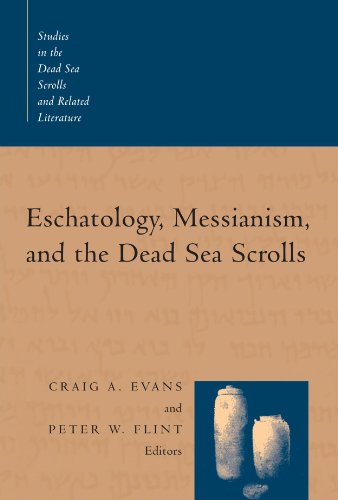 Studies
in the
Dead Sea
Scrolls
and Related
Literature
Eschatology, Messianism,
and the Dead Sea Scrolls
CRAIG A. EVANS
and
PETER W. FLINT
Editors